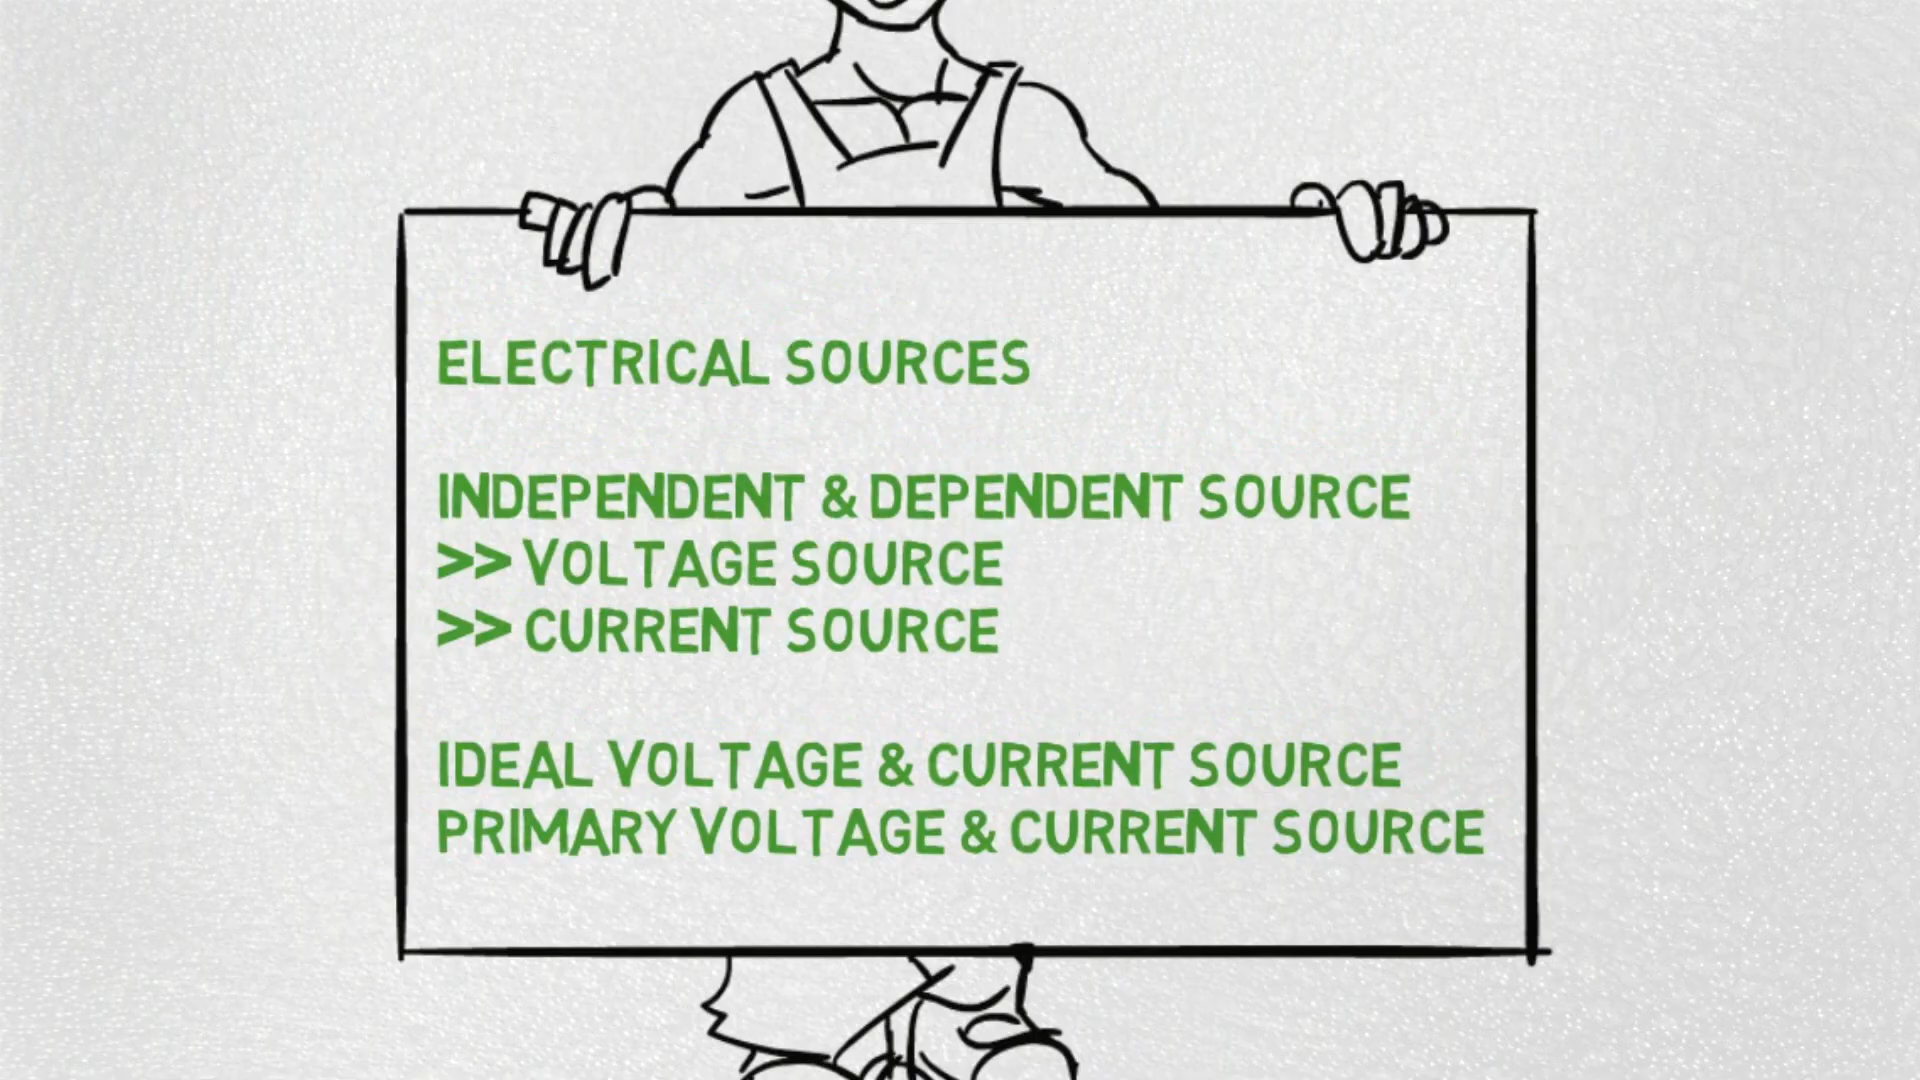 ELECTRICAL SOURCES
INDEPENDENT & DEPENDENT SOURCE
>> VOLTAGE SOURCE
>> CURRENT SOURCE
IDEAL VOLTAGE & CURRENT SOURCE
PRIMARY VOLTAGE & CURRENT SOURCE